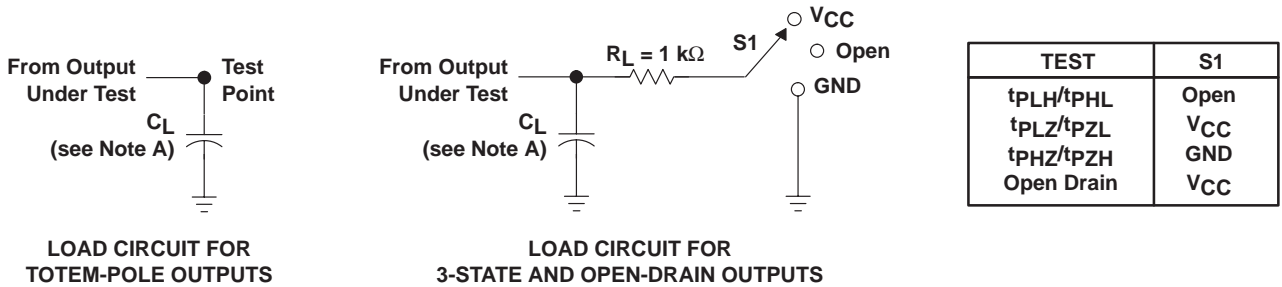 From Output
Under Test
Test
Point
CL
(see Note A)
LOAD CIRCUIT FOR
TOTEM-POLE OUTPUTS
From Output
Under Test
RL = 1 kΩ
S1
VCC
Open
GND
CL
(see Note A)
LOAD CIRCUIT FOR
3-STATE AND OPEN-DRAIN OUTPUTS
TEST S1
tPLH/tPHL Open
tPLZ/tPZL VCC
tPHZ/tPZH GND
Open Drain VCC